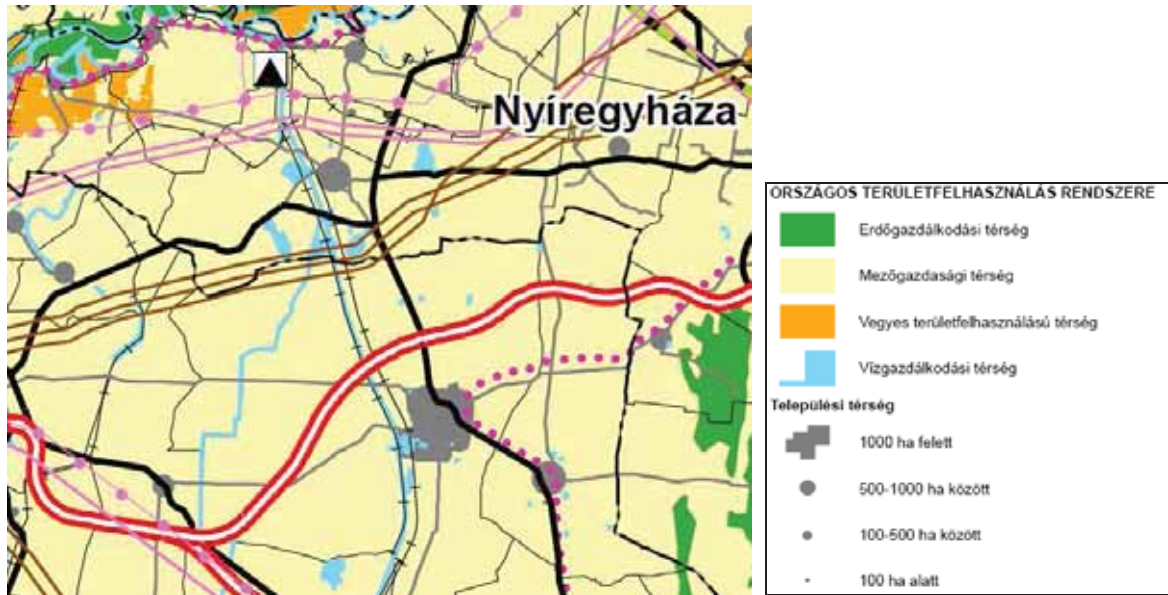 Nyíregyháza
ORSZÁGOS TERÜLETFELHASZNÁLÁS RENDSZERE
Erdőgazdálkodási térség
Mezőgazdasági térség
Vegyes területfelhasználású térség
Vízgazdálkodási térség
Települési térség
1000 ha felett
500-1000 ha között
100-500 ha között
100 ha alatt